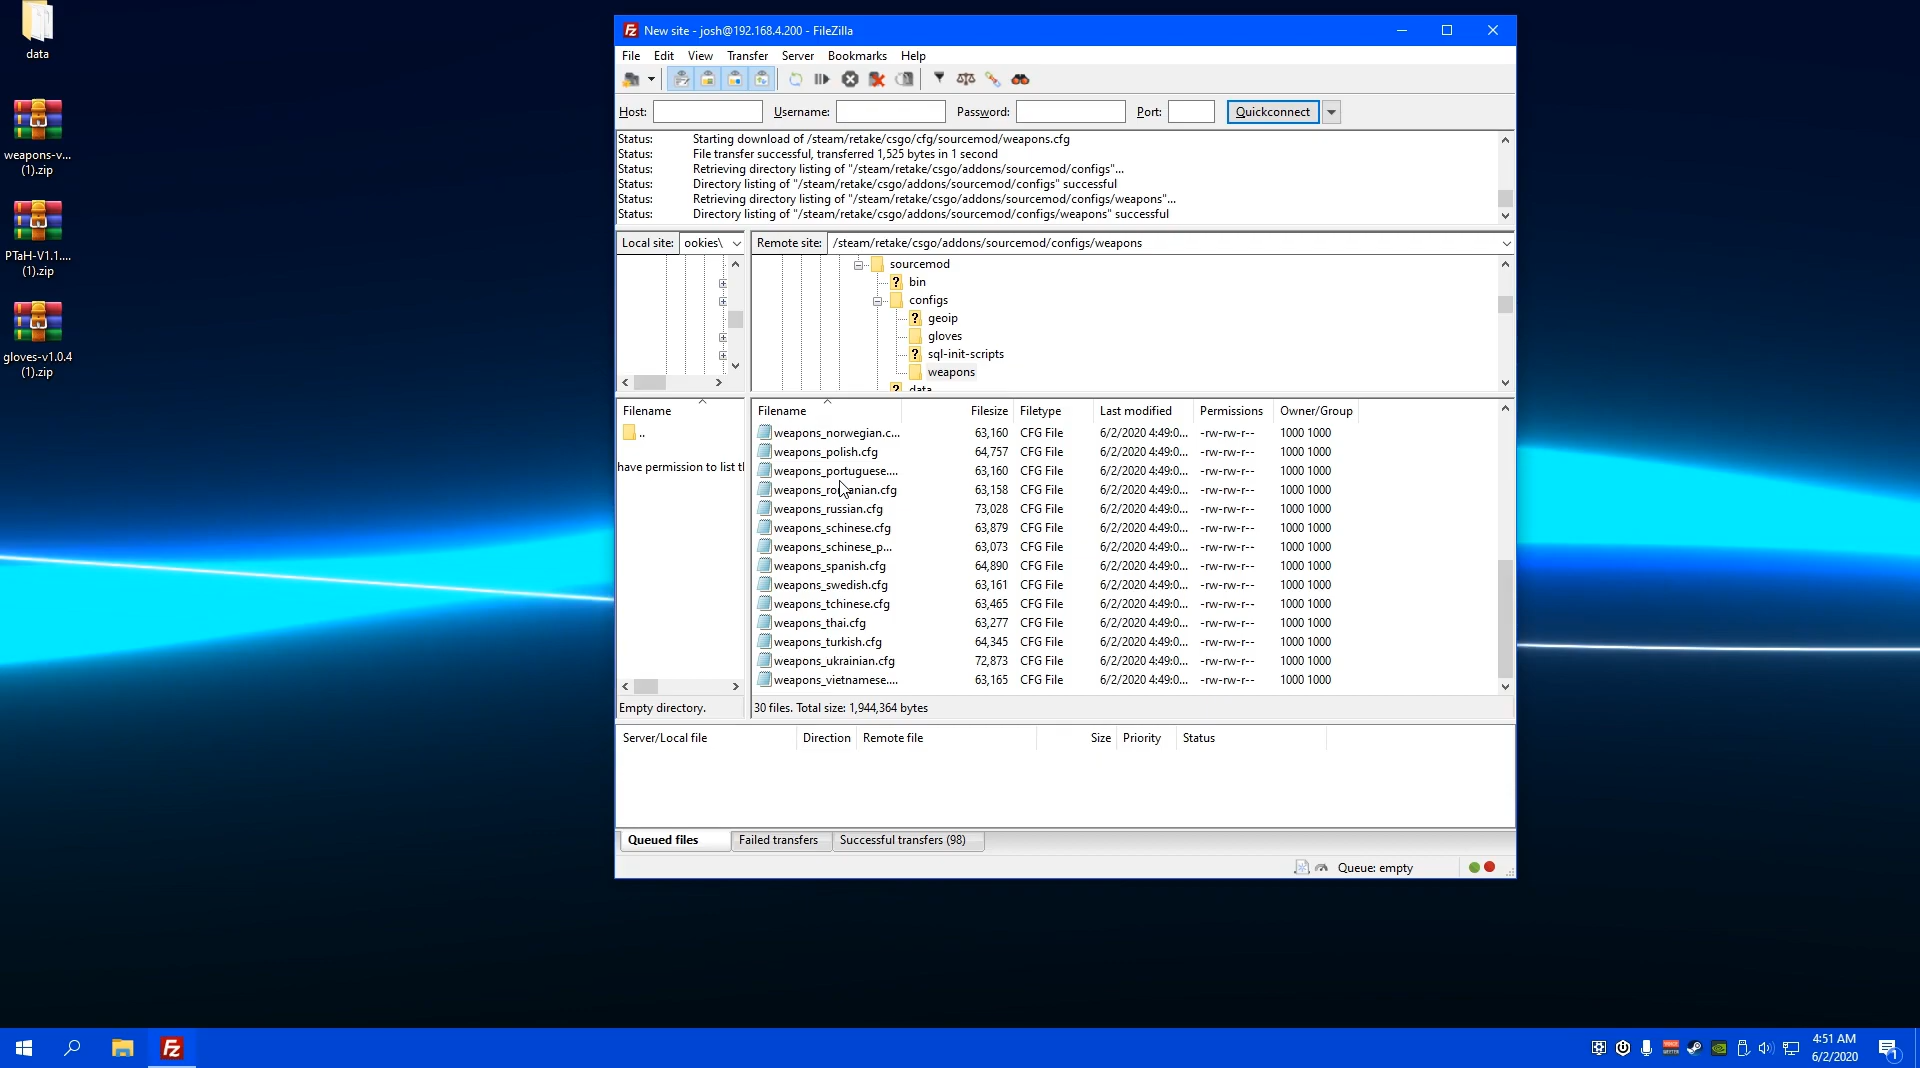 data
weapons-v...
(1).zip
PTaH-V1.1....
(1).zip
gloves-v1.0.4
(1).zip
New site - josh@192.168.4.200 - FileZilla
File Edit View Transfer Server Bookmarks Help
Host: Username: Password: Port: Quickconnect
Status: Starting download of /steam/retake/csgo/cfg/sourcemod/weapons.cfg
Status: File transfer successful, transferred 1,525 bytes in 1 second
Status: Retrieving directory listing of "/steam/retake/csgo/addons/sourcemod/configs"...
Status: Directory listing of "/steam/retake/csgo/addons/sourcemod/configs" successful
Status: Retrieving directory listing of "/steam/retake/csgo/addons/sourcemod/configs/weapons"...
Status: Directory listing of "/steam/retake/csgo/addons/sourcemod/configs/weapons" successful
Local site: ookies\
Remote site: /steam/retake/csgo/addons/sourcemod/configs/weapons
sourcemod
bin
configs
geoip
gloves
sql-init-scripts
weapons
data
Filename
..
have permission to list tl
Empty directory.
Filename Filesize Filetype Last modified Permissions Owner/Group
weapons_norwegian.c... 63,160 CFG File 6/2/2020 4:49:0... -rw-rw-r-- 1000 1000
weapons_polish.cfg 64,757 CFG File 6/2/2020 4:49:0... -rw-rw-r-- 1000 1000
weapons_portuguese.... 63,160 CFG File 6/2/2020 4:49:0... -rw-rw-r-- 1000 1000
weapons_romanian.cfg 63,158 CFG File 6/2/2020 4:49:0... -rw-rw-r-- 1000 1000
weapons_russian.cfg 73,028 CFG File 6/2/2020 4:49:0... -rw-rw-r-- 1000 1000
weapons_schinese.cfg 63,879 CFG File 6/2/2020 4:49:0... -rw-rw-r-- 1000 1000
weapons_schinese_p... 63,073 CFG File 6/2/2020 4:49:0... -rw-rw-r-- 1000 1000
weapons_spanish.cfg 64,890 CFG File 6/2/2020 4:49:0... -rw-rw-r-- 1000 1000
weapons_swedish.cfg 63,161 CFG File 6/2/2020 4:49:0... -rw-rw-r-- 1000 1000
weapons_tchinese.cfg 63,465 CFG File 6/2/2020 4:49:0... -rw-rw-r-- 1000 1000
weapons_thai.cfg 63,277 CFG File 6/2/2020 4:49:0... -rw-rw-r-- 1000 1000
weapons_turkish.cfg 64,345 CFG File 6/2/2020 4:49:0... -rw-rw-r-- 1000 1000
weapons_ukrainian.cfg 72,873 CFG File 6/2/2020 4:49:0... -rw-rw-r-- 1000 1000
weapons_vietnamese.... 63,165 CFG File 6/2/2020 4:49:0... -rw-rw-r-- 1000 1000
30 files. Total size: 1,944,364 bytes
Server/Local file Direction Remote file Size Priority Status
Queued files Failed transfers Successful transfers (98)
Queue: empty
4:51 AM
6/2/2020
1